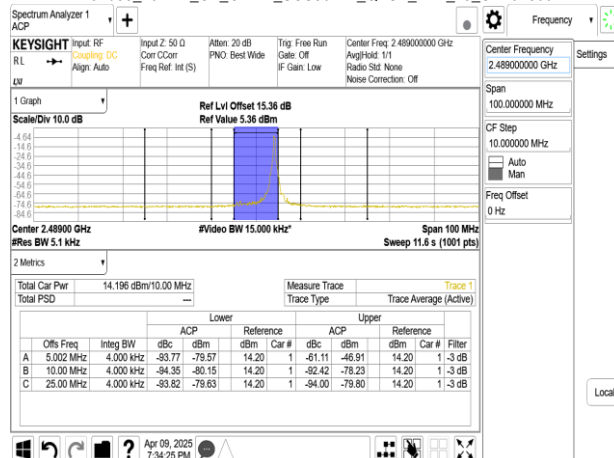 Spectrum Analyzer 1
ACP
Frequency
Settings
KEYSIGHT
RL
LXI
Input: RF
Coupling: DC
Align: Auto
Input Z: 50 Ω
Corr CCorr
Freq Ref: Int (S)
Atten: 20 dB
PNO: Best Wide
Trig: Free Run
Gate: Off
IF Gain: Low
Center Freq: 2.489000000 GHz
Avg|Hold: 1/1
Radio Std: None
Noise Correction: Off
Center Frequency
2.489000000 GHz
Span
100.000000 MHz
CF Step
10.000000 MHz
Auto
Man
Freq Offset
0 Hz
Local
1 Graph
Scale/Div 10.0 dB
Ref Lvl Offset 15.36 dB
Ref Value 5.36 dBm
-4.64
-14.6
-24.6
-34.6
-44.6
-54.6
-64.6
-74.6
-84.6
Center 2.48900 GHz
#Video BW 15.000 kHz*
Span 100 MHz
#Res BW 5.1 kHz
Sweep 11.6 s (1001 pts)
2 Metrics
Total Car Pwr 14.196 dBm/10.00 MHz
Total PSD ---
Measure Trace Trace 1
Trace Type Trace Average (Active)
Lower Upper
ACP Reference ACP Reference
Offs Freq Integ BW dBc dBm dBm Car # dBc dBm dBm Car # Filter
A 5.002 MHz 4.000 kHz -93.77 -79.57 14.20 1 -61.11 -46.91 14.20 1 -3 dB
B 10.00 MHz 4.000 kHz -94.35 -80.15 14.20 1 -92.42 -78.23 14.20 1 -3 dB
C 25.00 MHz 4.000 kHz -93.82 -79.63 14.20 1 -94.00 -79.80 14.20 1 -3 dB
Apr 09, 2025
7:34:25 PM